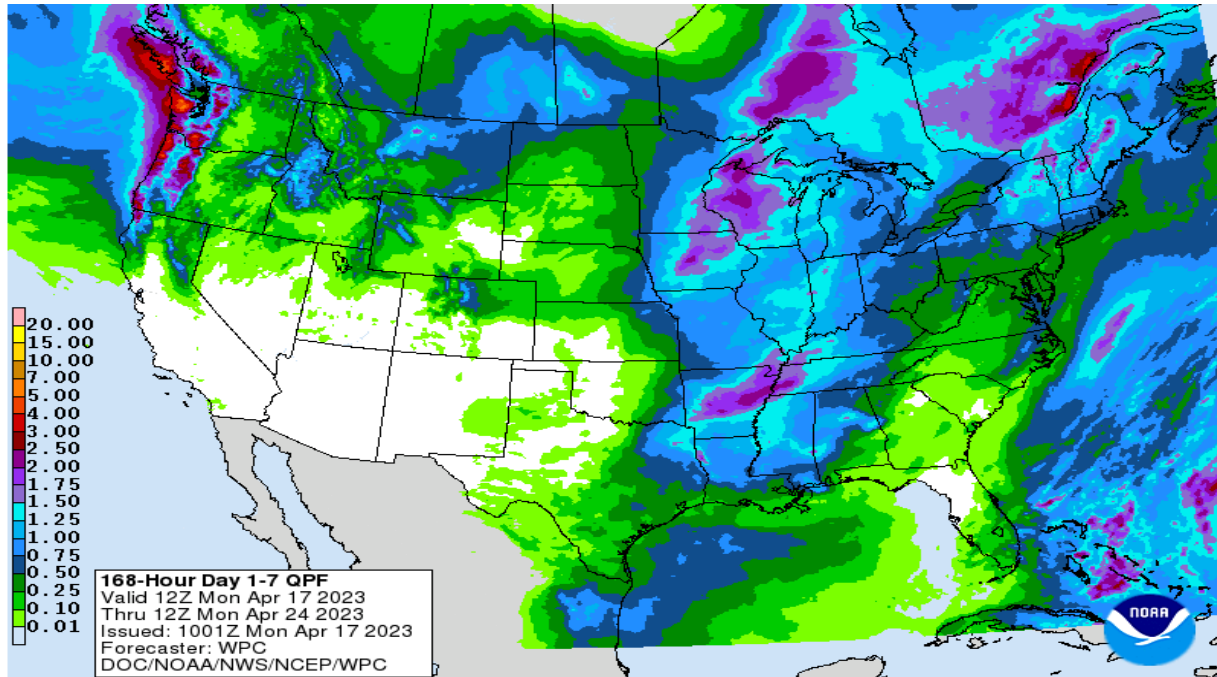 20.00
15.00
10.00
7.00
5.00
4.00
3.00
2.50
2.00
1.75
1.50
1.25
1.00
0.75
0.50
0.25
0.10
0.01
168-Hour Day 1-7 QPF
Valid 12Z Mon Apr 17 2023
Thru 12Z Mon Apr 24 2023
Issued: 1001Z Mon Apr 17 2023
Forecaster: WPC
DOC/NOAA/NWS/NCEP/WPC
NOAA